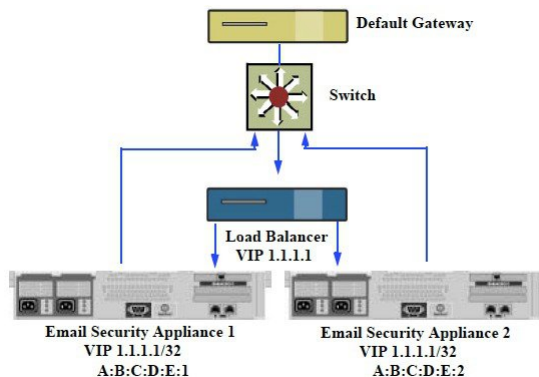 Default Gateway
Switch
Load Balancer
VIP 1.1.1.1
Email Security Appliance 1
VIP 1.1.1.1/32
A:B:C:D:E:1
Email Security Appliance 2
VIP 1.1.1.1/32
A:B:C:D:E:2